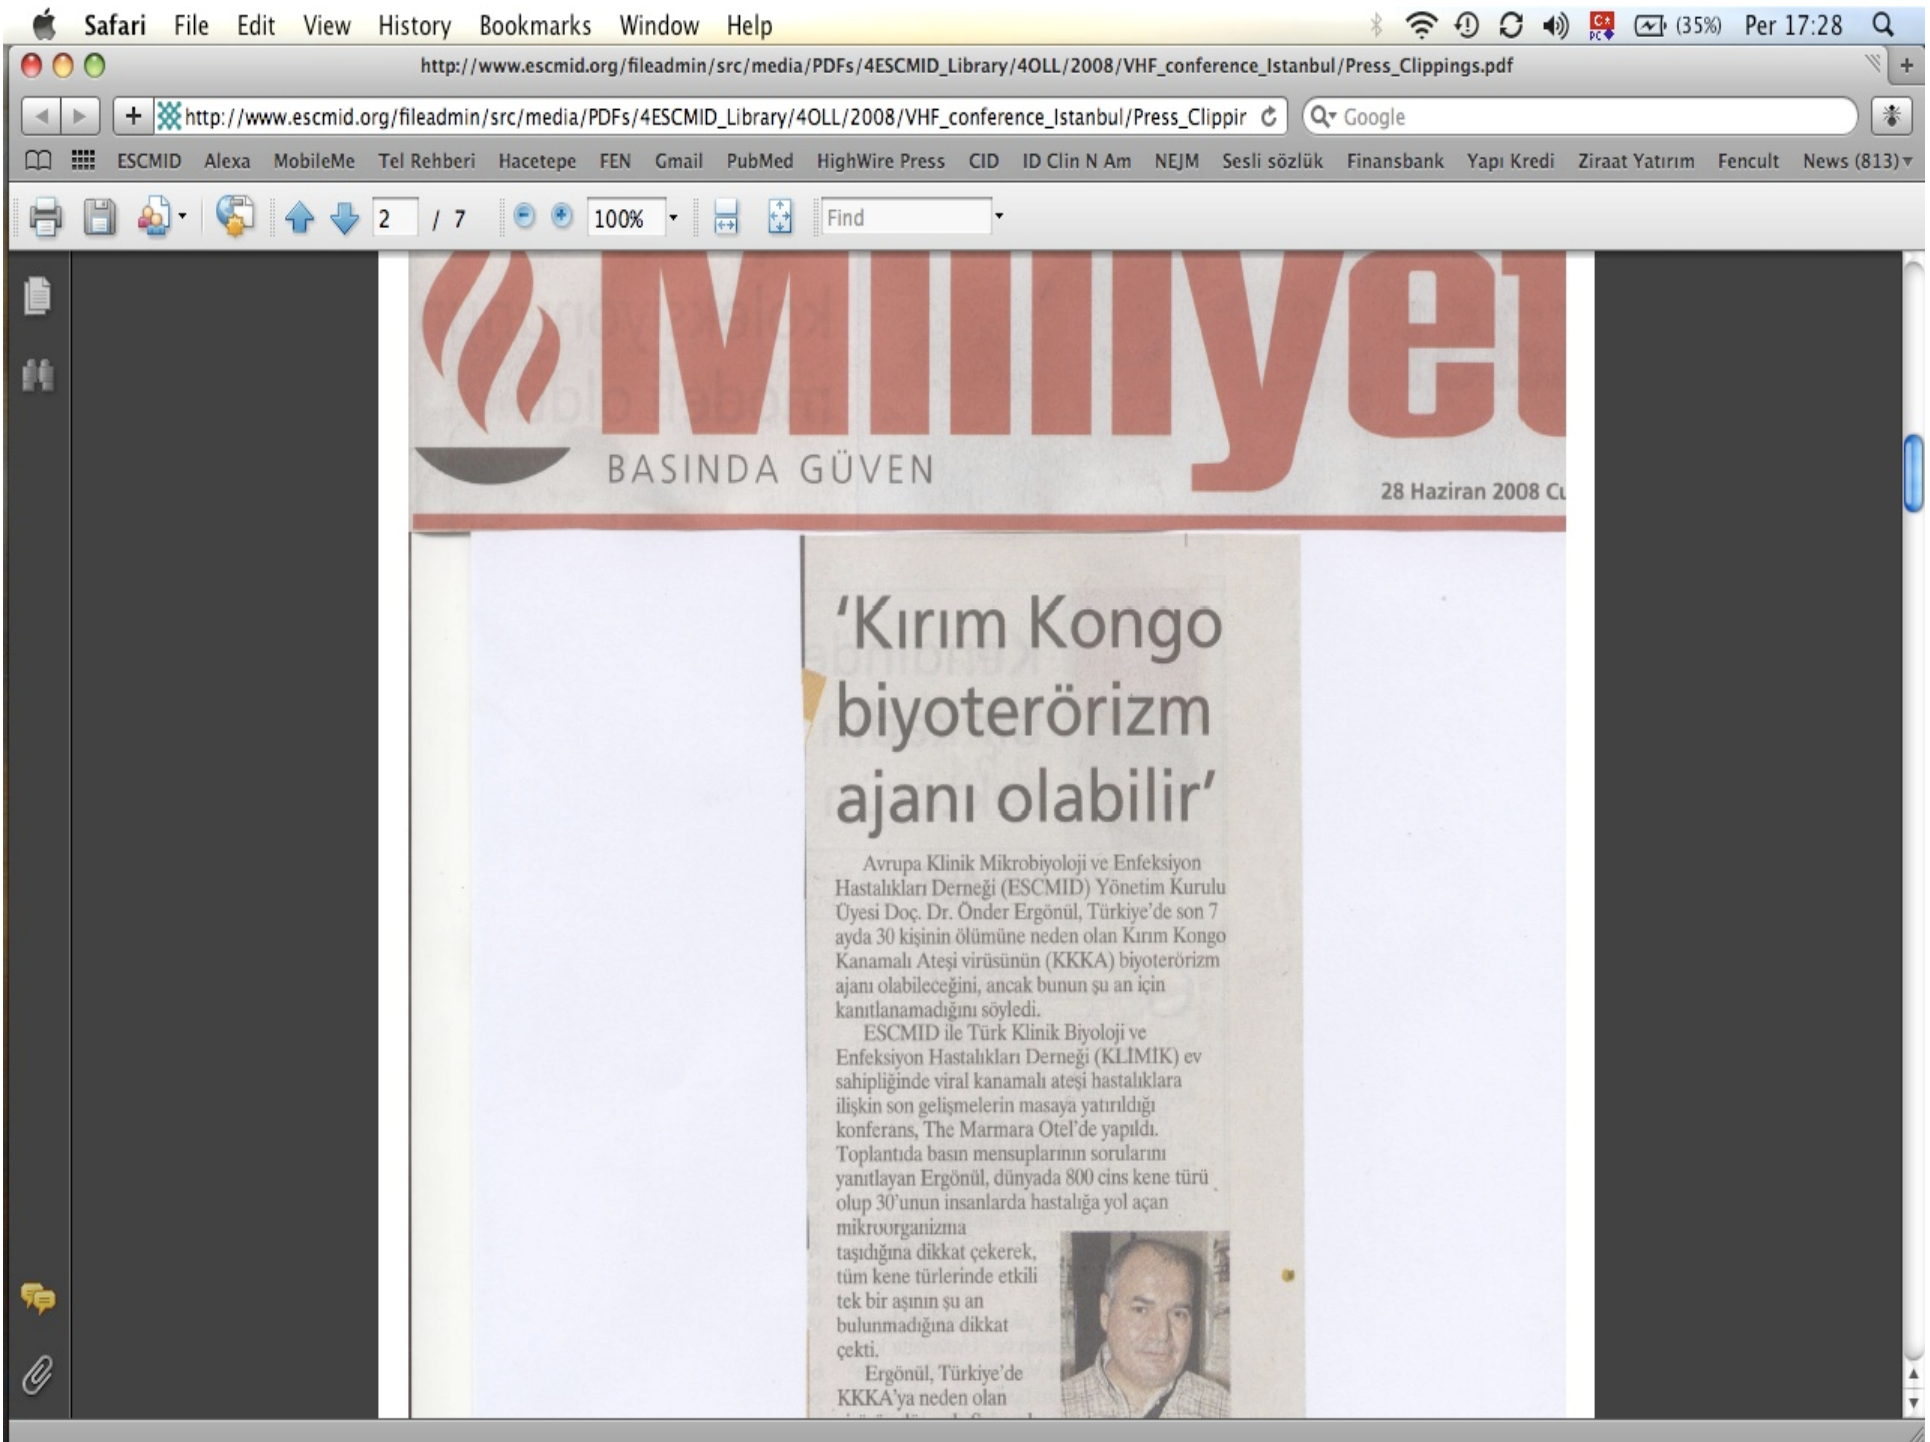 Safari File Edit View History Bookmarks Window Help (35%) Per 17:28
http://www.escmid.org/fileadmin/src/media/PDFs/4ESCMID_Library/4OLL/2008/VHF_conference_Istanbul/Press_Clippings.pdf
http://www.escmid.org/fileadmin/src/media/PDFs/4ESCMID_Library/4OLL/2008/VHF_conference_Istanbul/Press_Clippir Google
ESCMID Alexa MobileMe Tel Rehberi Hacetepe FEN Gmail PubMed HighWire Press CID ID Clin N Am NEJM Sesli sözlük Finansbank Yapı Kredi Ziraat Yatırım Fencult News (813)
2 / 7 100% Find
Milliyet
BASINDA GÜVEN
28 Haziran 2008 Cu
‘Kırım Kongo
biyoterörizm
ajanı olabilir’
Avrupa Klinik Mikrobiyoloji ve Enfeksiyon
Hastalıkları Derneği (ESCMID) Yönetim Kurulu
Üyesi Doç. Dr. Önder Ergönül, Türkiye’de son 7
ayda 30 kişinin ölümüne neden olan Kırım Kongo
Kanamalı Ateşi virüsünün (KKKA) biyoterörizm
ajanı olabileceğini, ancak bunun şu an için
kanıtlanamadığını söyledi.
ESCMID ile Türk Klinik Biyoloji ve
Enfeksiyon Hastalıkları Derneği (KLİMİK) ev
sahipliğinde viral kanamalı ateşi hastalıklara
ilişkin son gelişmelerin masaya yatırıldığı
konferans, The Marmara Otel’de yapıldı.
Toplantıda basın mensuplarının sorularını
yanıtlayan Ergönül, dünyada 800 cins kene türü
olup 30’unun insanlarda hastalığa yol açan
mikroorganizma
taşıdığına dikkat çekerek,
tüm kene türlerinde etkili
tek bir aşının şu an
bulunmadığına dikkat
çekti.
Ergönül, Türkiye’de
KKKA’ya neden olan